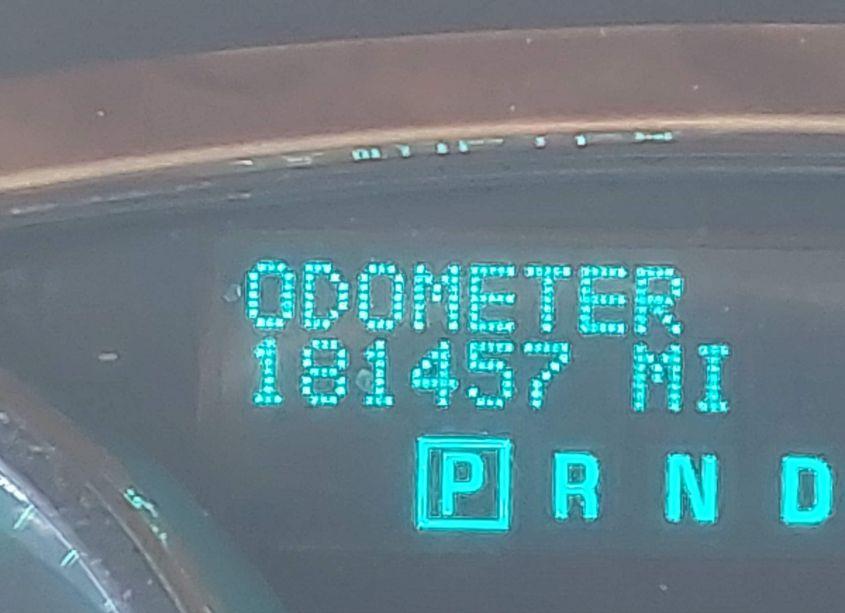 ODOMETER
181457 MI
P R N D